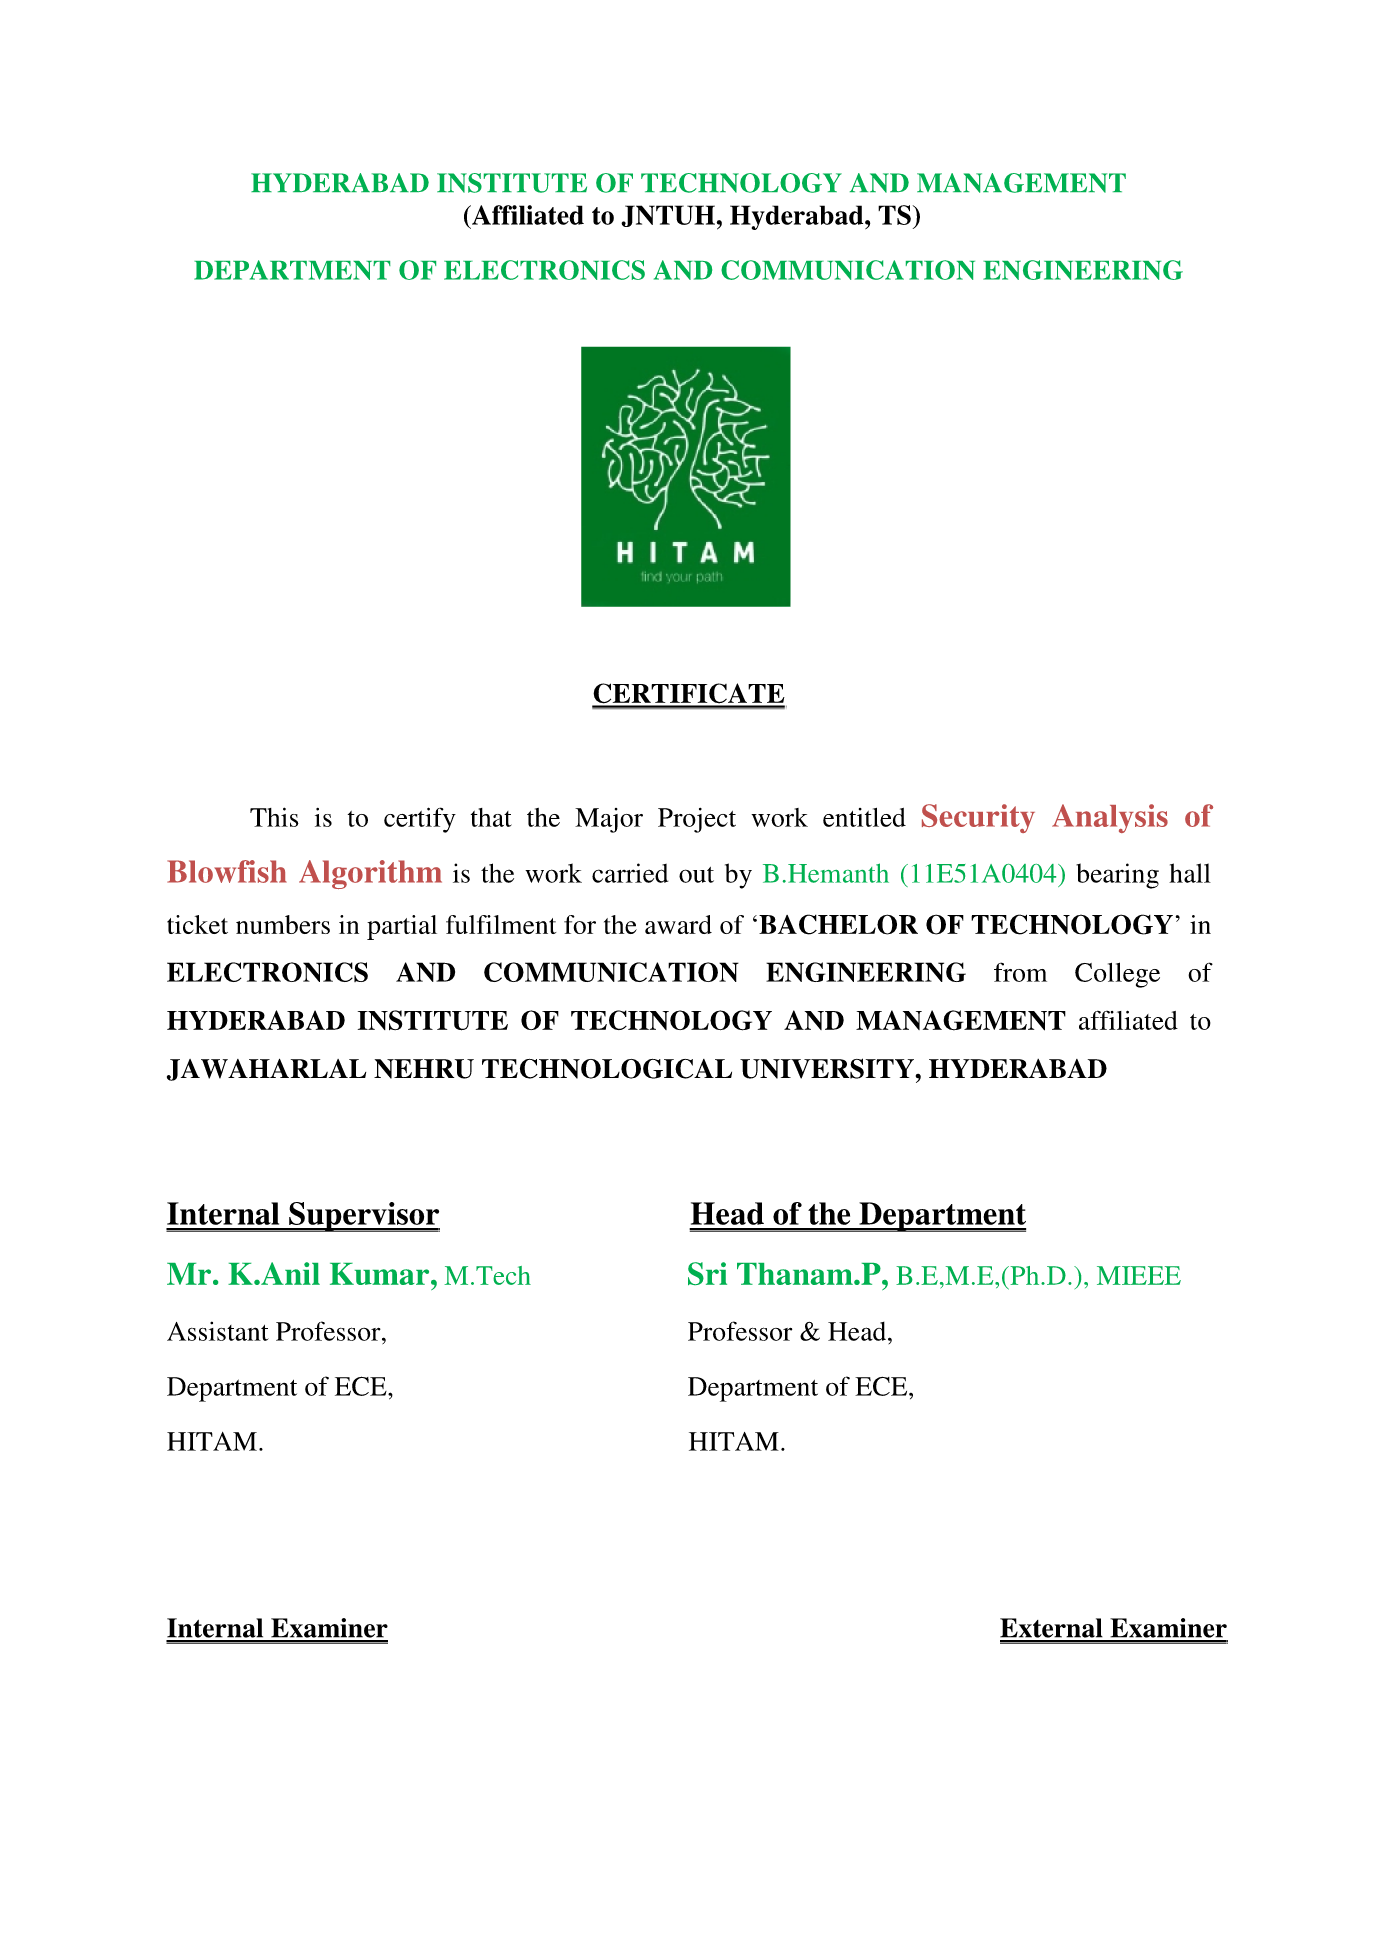 HYDERABAD INSTITUTE OF TECHNOLOGY AND MANAGEMENT
(Affiliated to JNTUH, Hyderabad, TS)
DEPARTMENT OF ELECTRONICS AND COMMUNICATION ENGINEERING
HITAM
find your path
CERTIFICATE
This is to certify that the Major Project work entitled Security Analysis of
Blowfish Algorithm is the work carried out by B.Hemanth (11E51A0404) bearing hall
ticket numbers in partial fulfilment for the award of ‘BACHELOR OF TECHNOLOGY’ in
ELECTRONICS AND COMMUNICATION ENGINEERING from College of
HYDERABAD INSTITUTE OF TECHNOLOGY AND MANAGEMENT affiliated to
JAWAHARLAL NEHRU TECHNOLOGICAL UNIVERSITY, HYDERABAD
Internal Supervisor Head of the Department
Mr. K.Anil Kumar, M.Tech Sri Thanam.P, B.E,M.E,(Ph.D.), MIEEE
Assistant Professor, Professor & Head,
Department of ECE, Department of ECE,
HITAM. HITAM.
Internal Examiner External Examiner